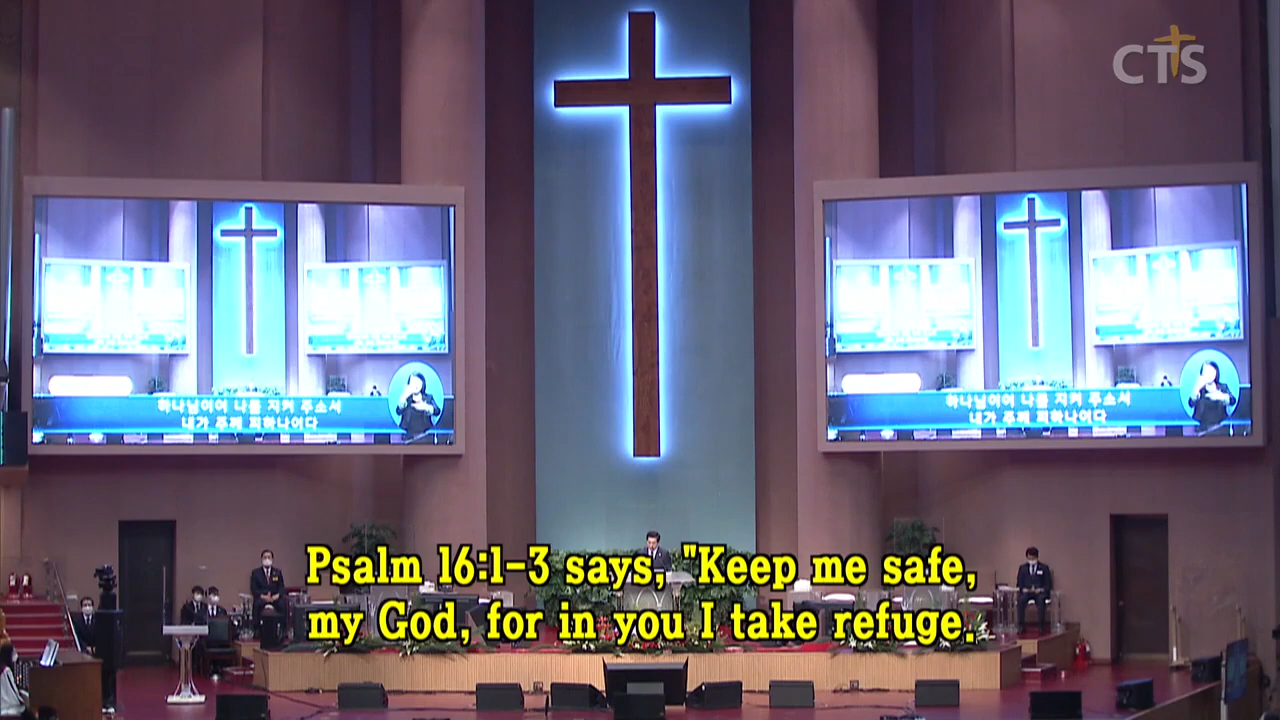 CTS
하나님이여 나를 지켜 주소서
내가 주께 피하나이다
하나님이여 나를 지켜 주소서
내가 주께 피하나이다
Psalm 16:1-3 says, "Keep me safe,
my God, for in you I take refuge.